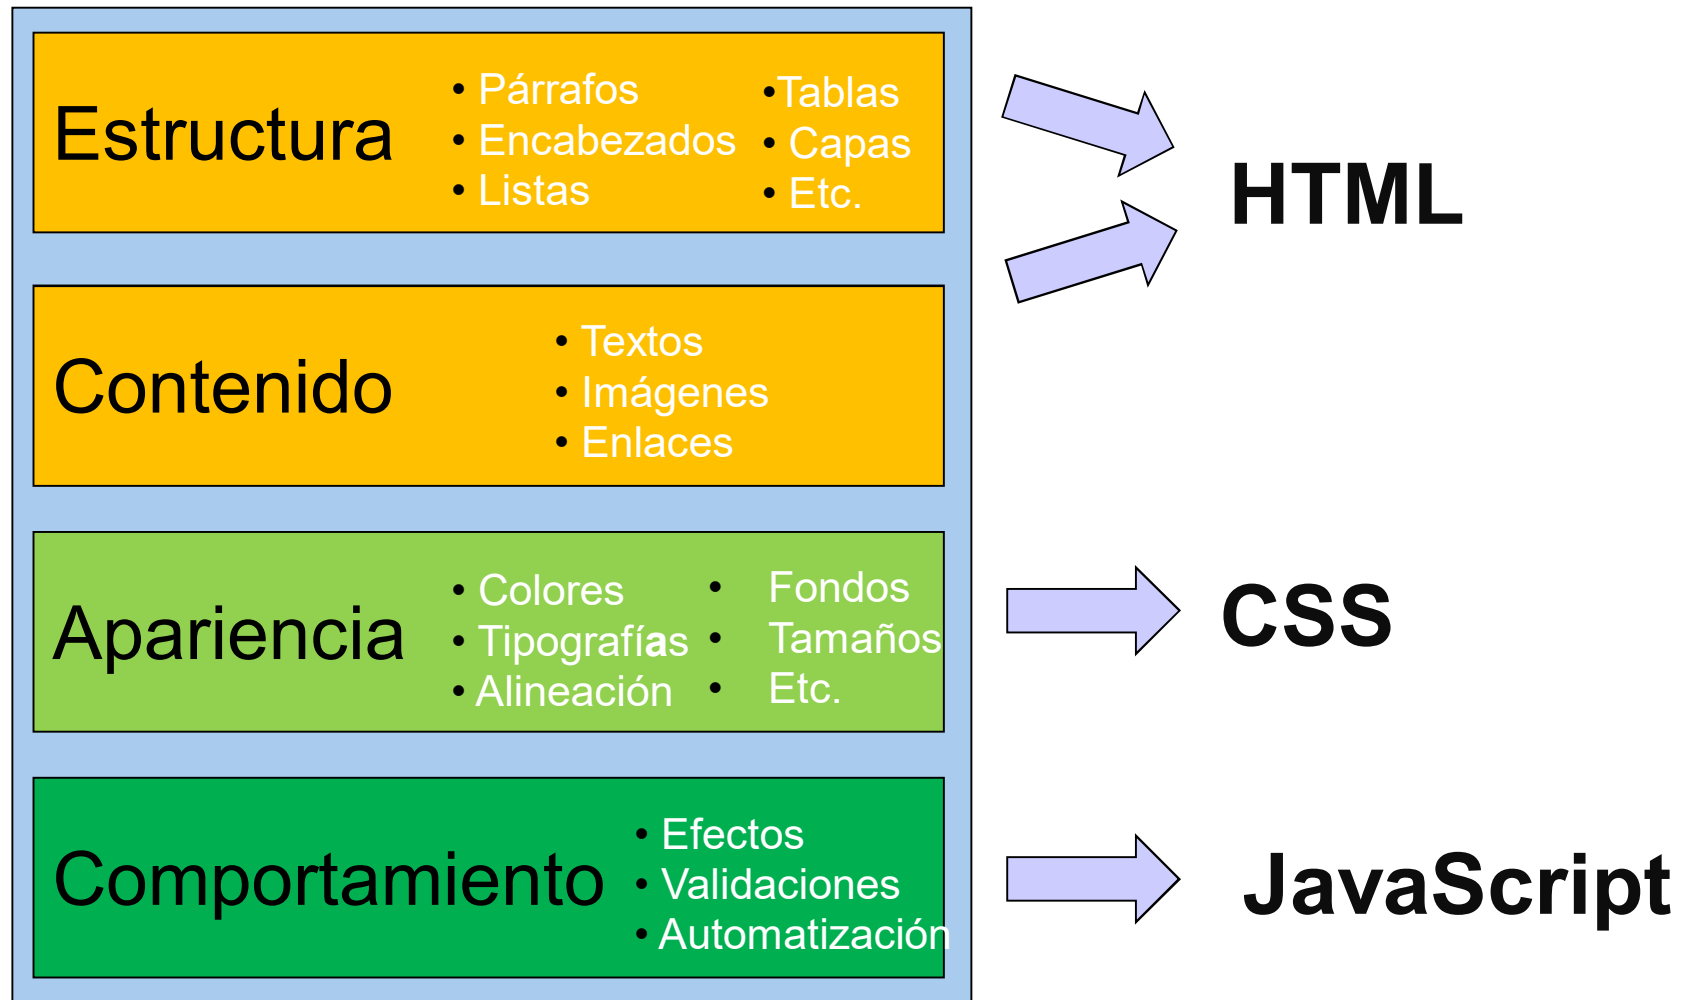 Estructura
• Párrafos
• Encabezados
• Listas
•Tablas
• Capas
• Etc.
HTML
Contenido
• Textos
• Imágenes
• Enlaces
Apariencia
• Colores
• Tipografías
• Alineación
• Fondos
• Tamaños
• Etc.
CSS
Comportamiento
• Efectos
• Validaciones
• Automatización
JavaScript